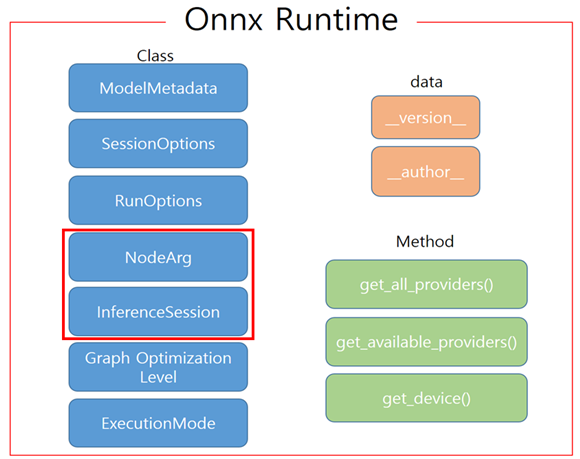 Onnx Runtime
Class
ModelMetadata
SessionOptions
RunOptions
NodeArg
InferenceSession
Graph Optimization
Level
ExecutionMode
data
__version__
__author__
Method
get_all_providers()
get_available_providers()
get_device()